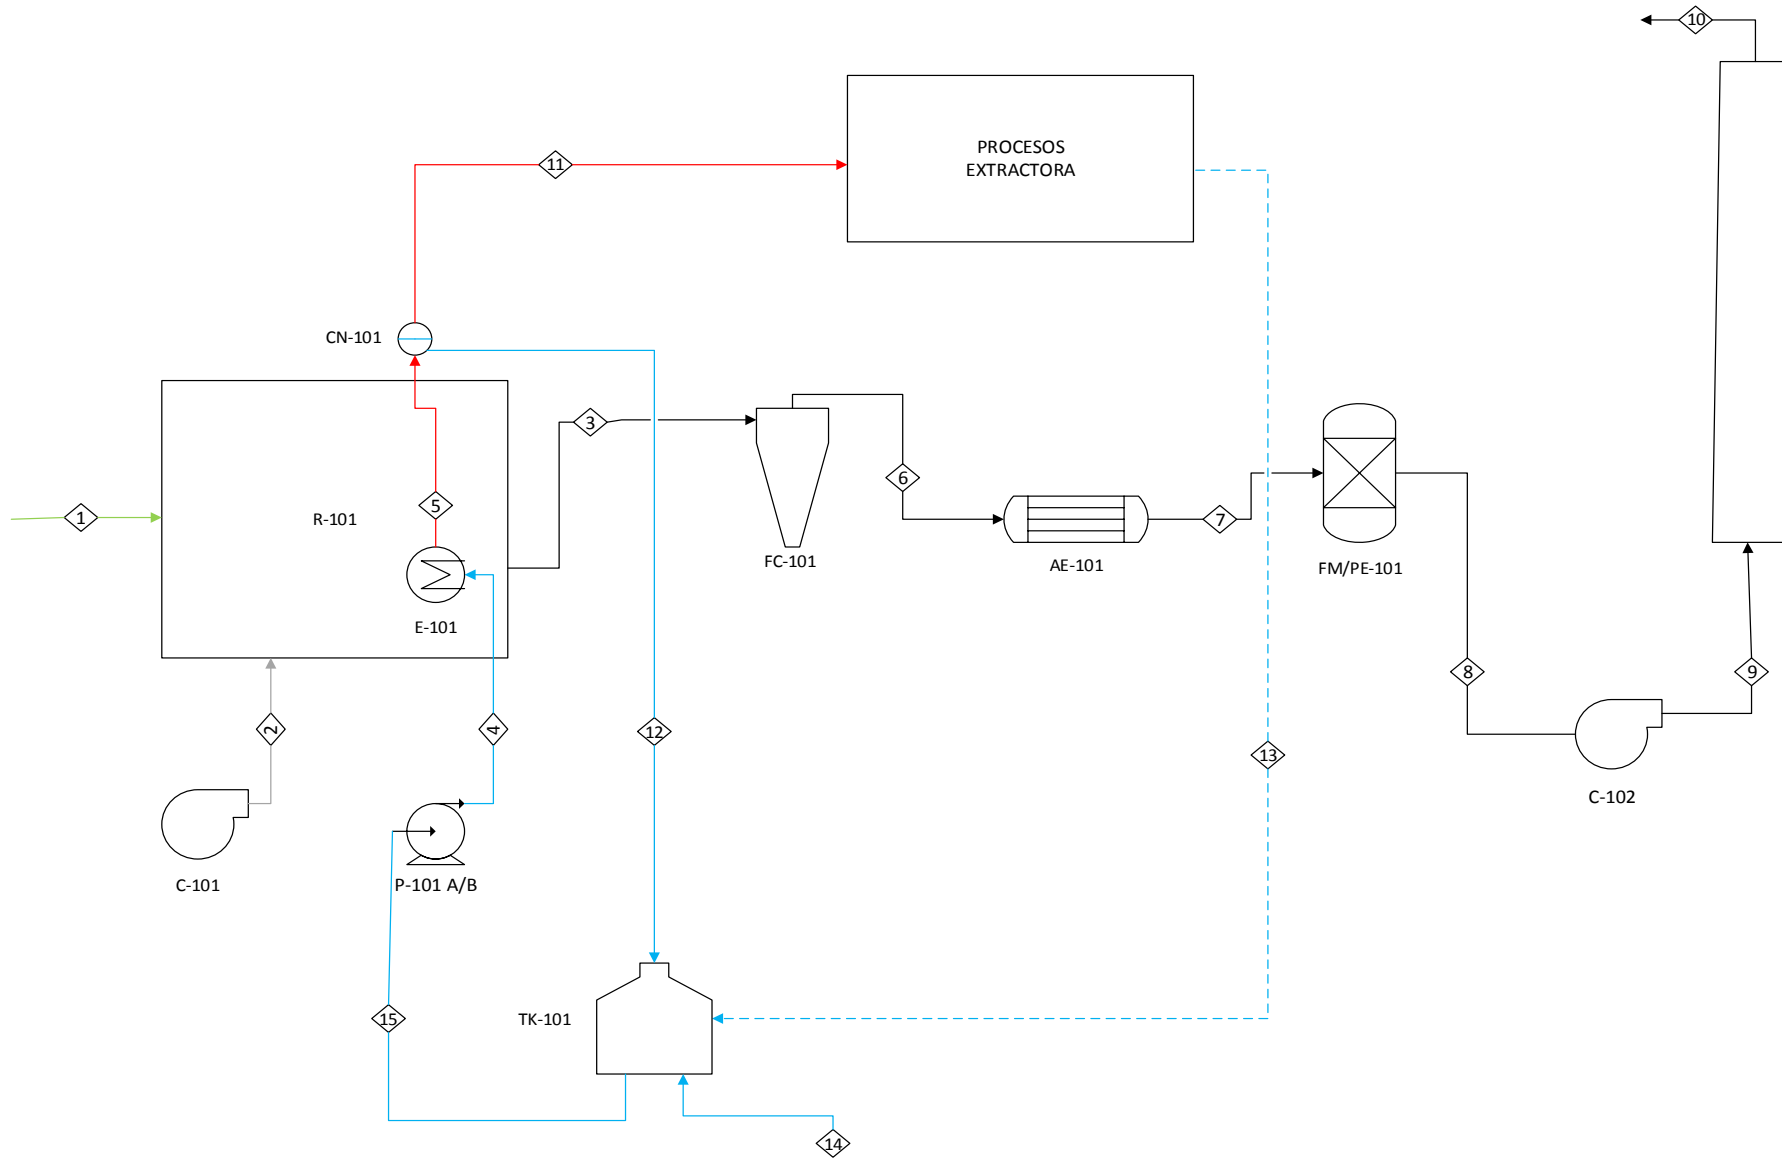 10
PROCESOS
EXTRACTORA
11
CN-101
3
6
5
1
R-101
7
FC-101
AE-101
FM/PE-101
E-101
8
9
2
4
12
13
C-102
C-101
P-101 A/B
15
TK-101
14